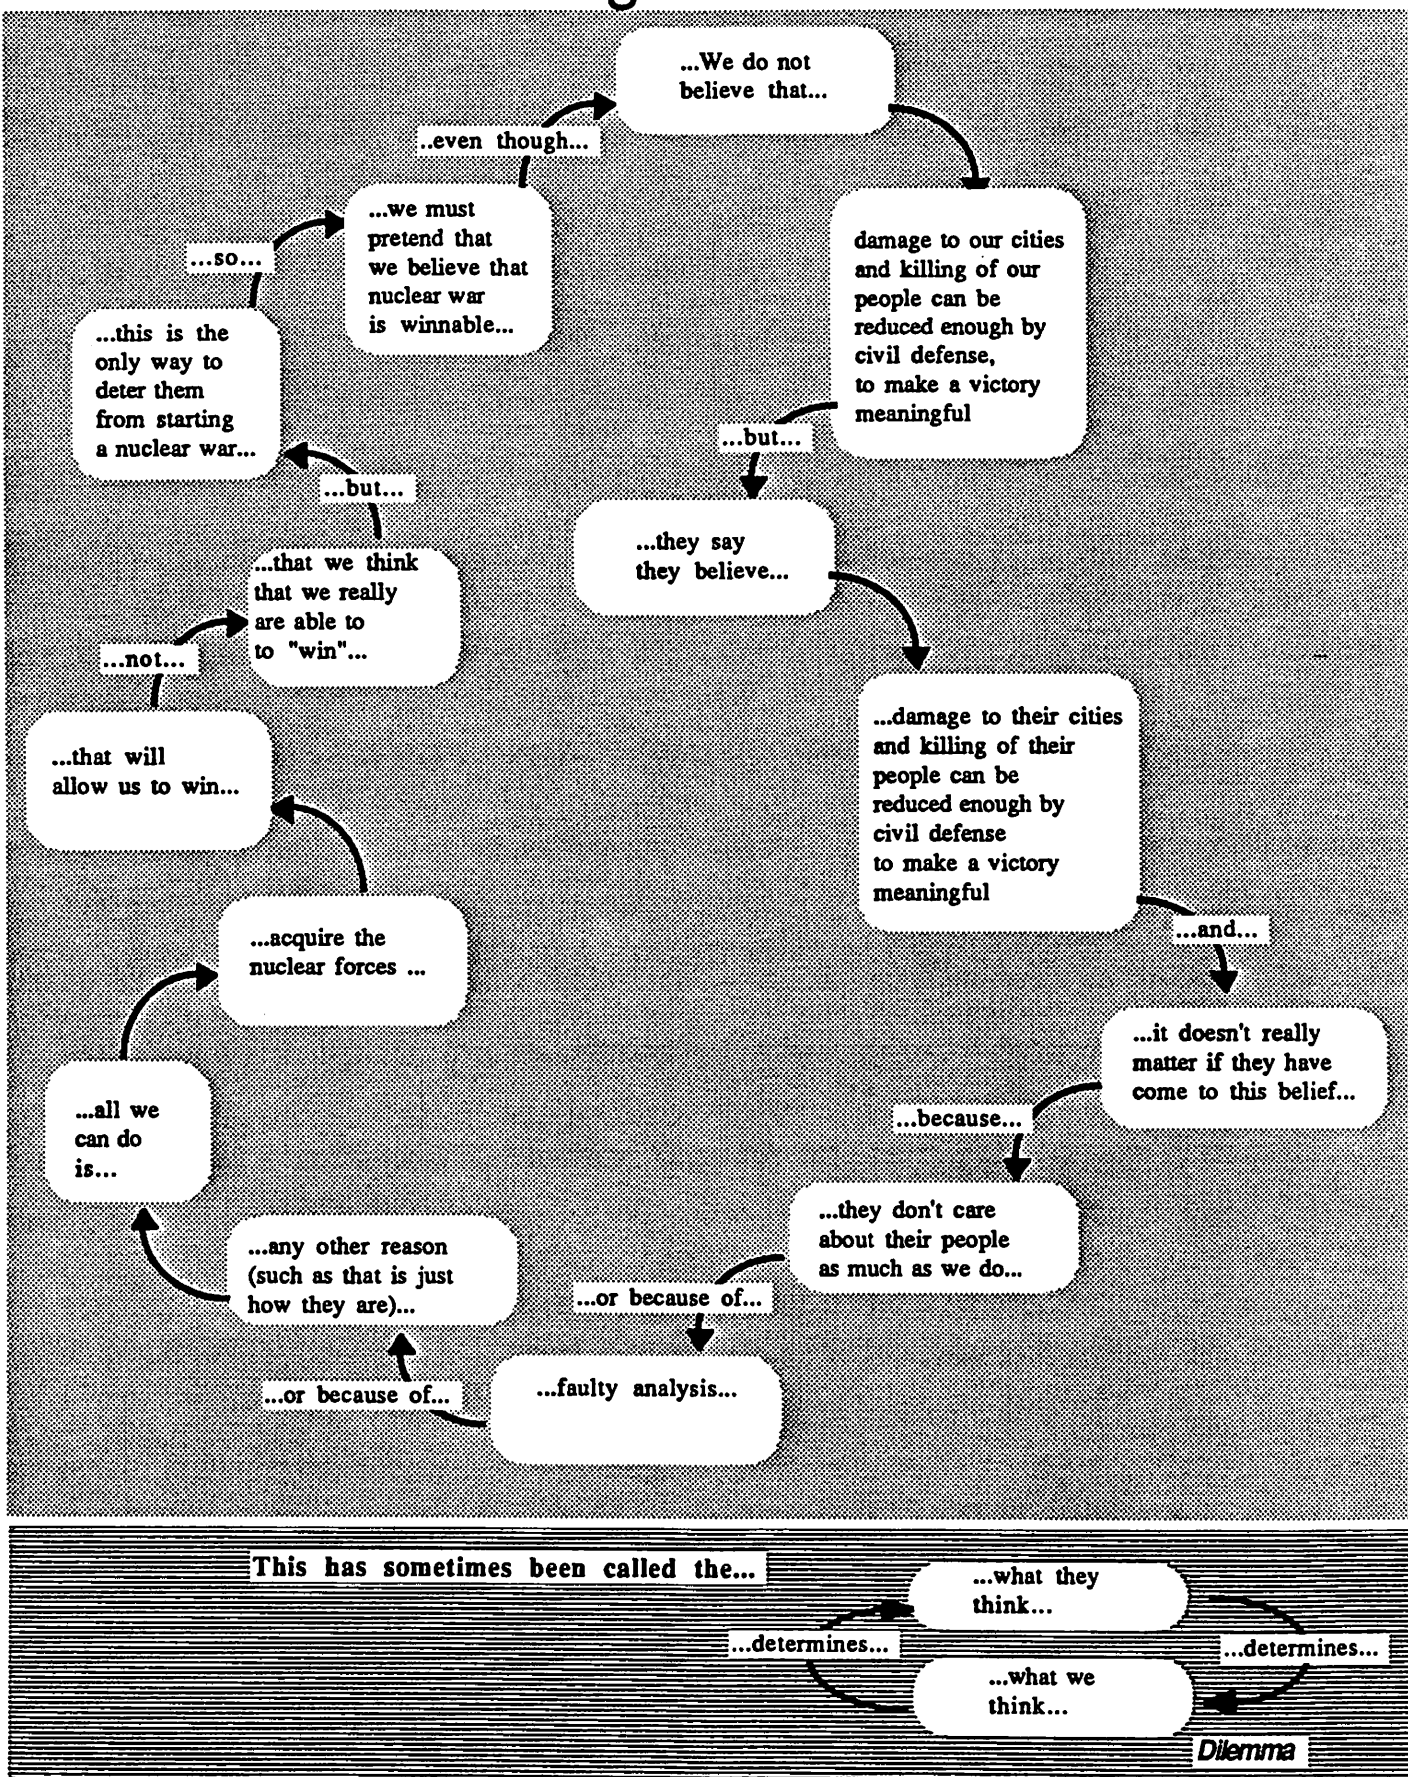 ...We do not
believe that...
damage to our cities
and killing of our
people can be
reduced enough by
civil defense,
to make a victory
meaningful
...but...
...they say
they believe...
...damage to their cities
and killing of their
people can be
reduced enough by
civil defense
to make a victory
meaningful
...and...
...it doesn't really
matter if they have
come to this belief...
...because...
...they don't care
about their people
as much as we do...
...or because of...
...faulty analysis...
...or because of...
...any other reason
(such as that is just
how they are)...
...all we
can do
is...
...acquire the
nuclear forces ...
...that will
allow us to win...
...not...
...that we think
that we really
are able to
to "win"...
...but...
...this is the
only way to
deter them
from starting
a nuclear war...
...so...
...we must
pretend that
we believe that
nuclear war
is winnable...
..even though...
This has sometimes been called the...
...what they
think...
...determines...
...what we
think...
...determines...
Dilemma